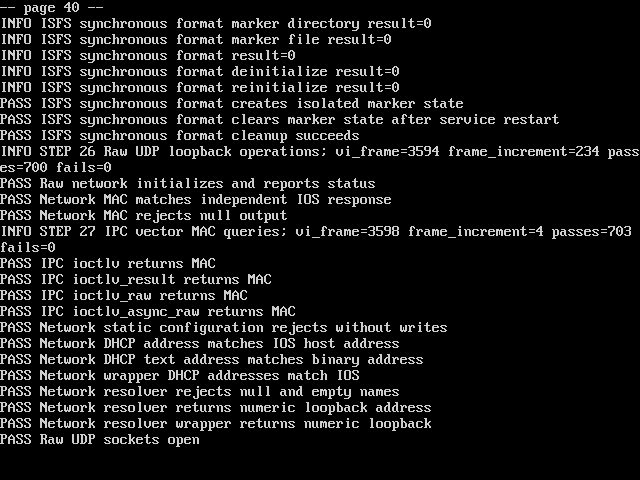 -- page 40 --
INFO ISFS synchronous format marker directory result=0
INFO ISFS synchronous format marker file result=0
INFO ISFS synchronous format result=0
INFO ISFS synchronous format deinitialize result=0
INFO ISFS synchronous format reinitialize result=0
PASS ISFS synchronous format creates isolated marker state
PASS ISFS synchronous format clears marker state after service restart
PASS ISFS synchronous format cleanup succeeds
INFO STEP 26 Raw UDP loopback operations; vi_frame=3594 frame_increment=234 pass
es=700 fails=0
PASS Raw network initializes and reports status
PASS Network MAC matches independent IOS response
PASS Network MAC rejects null output
INFO STEP 27 IPC vector MAC queries; vi_frame=3598 frame_increment=4 passes=703
fails=0
PASS IPC ioctlv returns MAC
PASS IPC ioctlv_result returns MAC
PASS IPC ioctlv_raw returns MAC
PASS IPC ioctlv_async_raw returns MAC
PASS Network static configuration rejects without writes
PASS Network DHCP address matches IOS host address
PASS Network DHCP text address matches binary address
PASS Network wrapper DHCP addresses match IOS
PASS Network resolver rejects null and empty names
PASS Network resolver returns numeric loopback address
PASS Network resolver wrapper returns numeric loopback
PASS Raw UDP sockets open